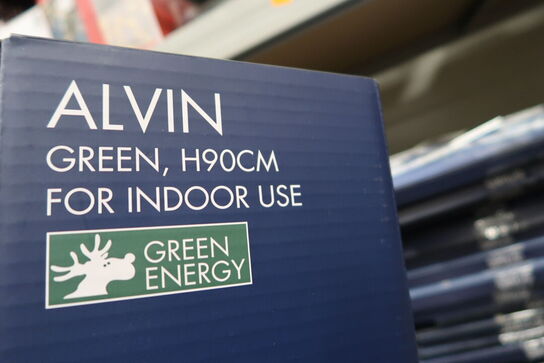 ALVIN
GREEN, H90CM
FOR INDOOR USE
GREEN
ENERGY